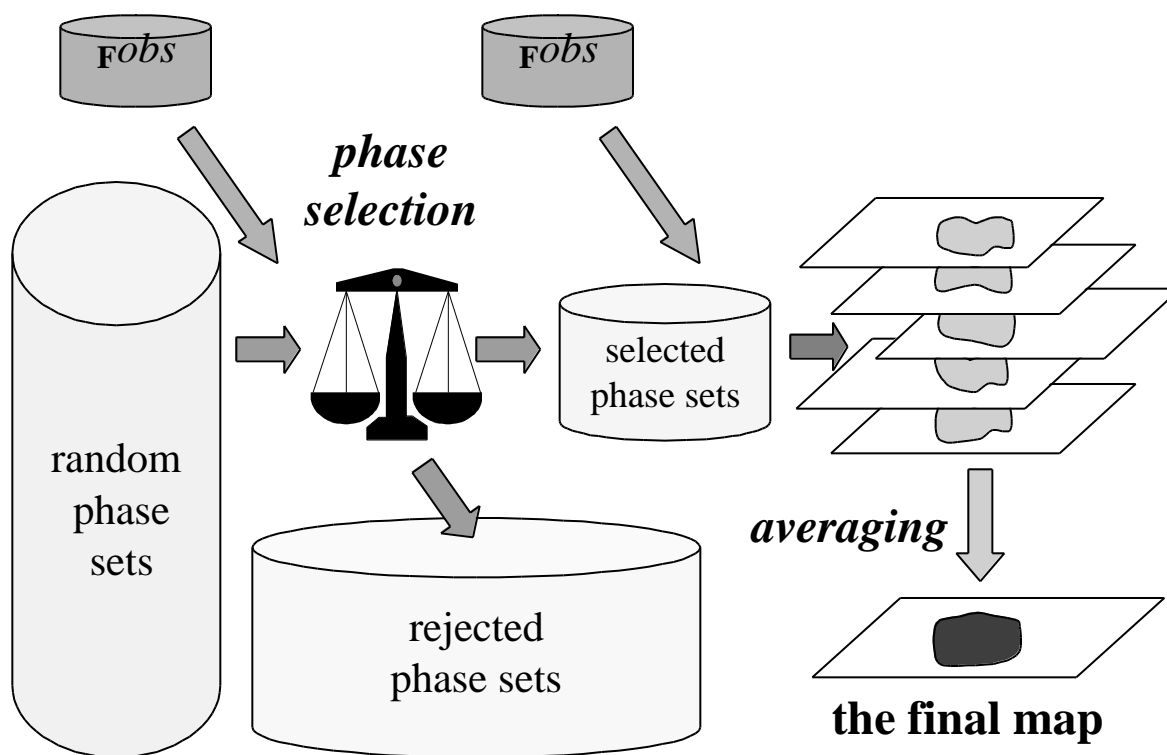 Fobs
Fobs
phase
selection
random
phase
sets
selected
phase sets
rejected
phase sets
averaging
the final map